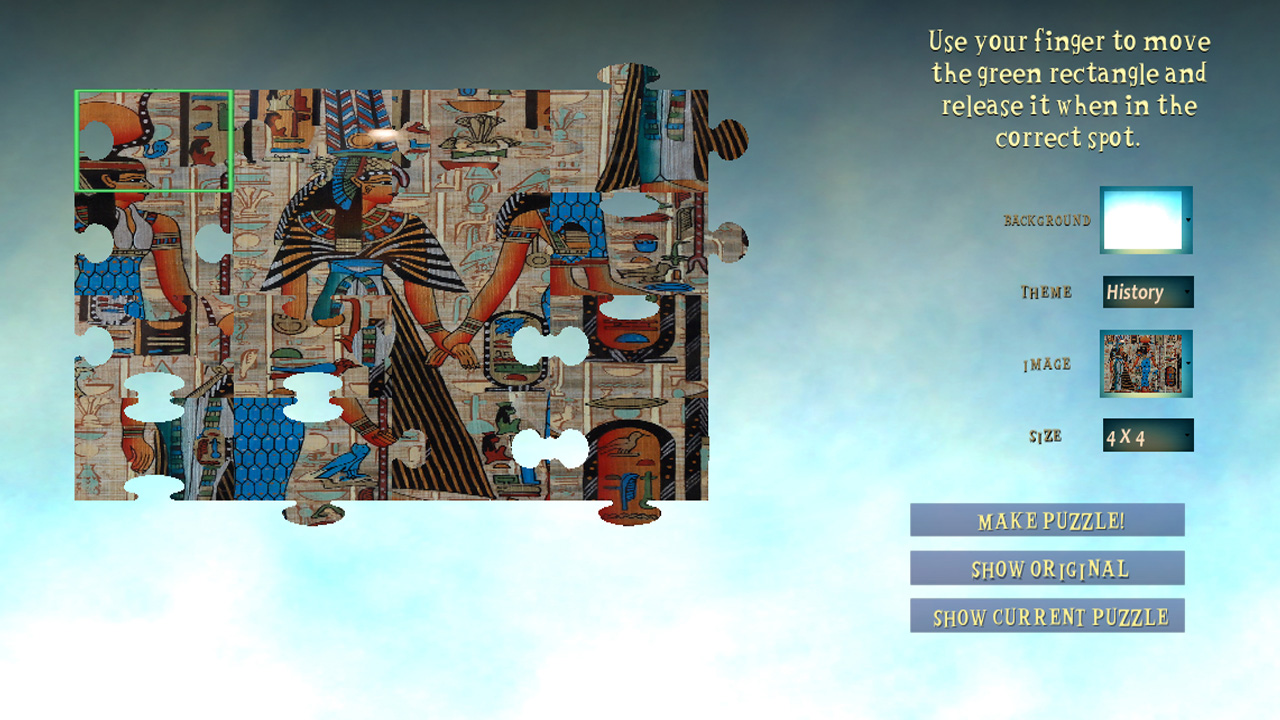 Use your finger to move
the green rectangle and
release it when in the
correct spot.
BACKGROUND
THEME
History
IMAGE
SIZE
4 X 4
MAKE PUZZLE!
SHOW ORIGINAL
SHOW CURRENT PUZZLE